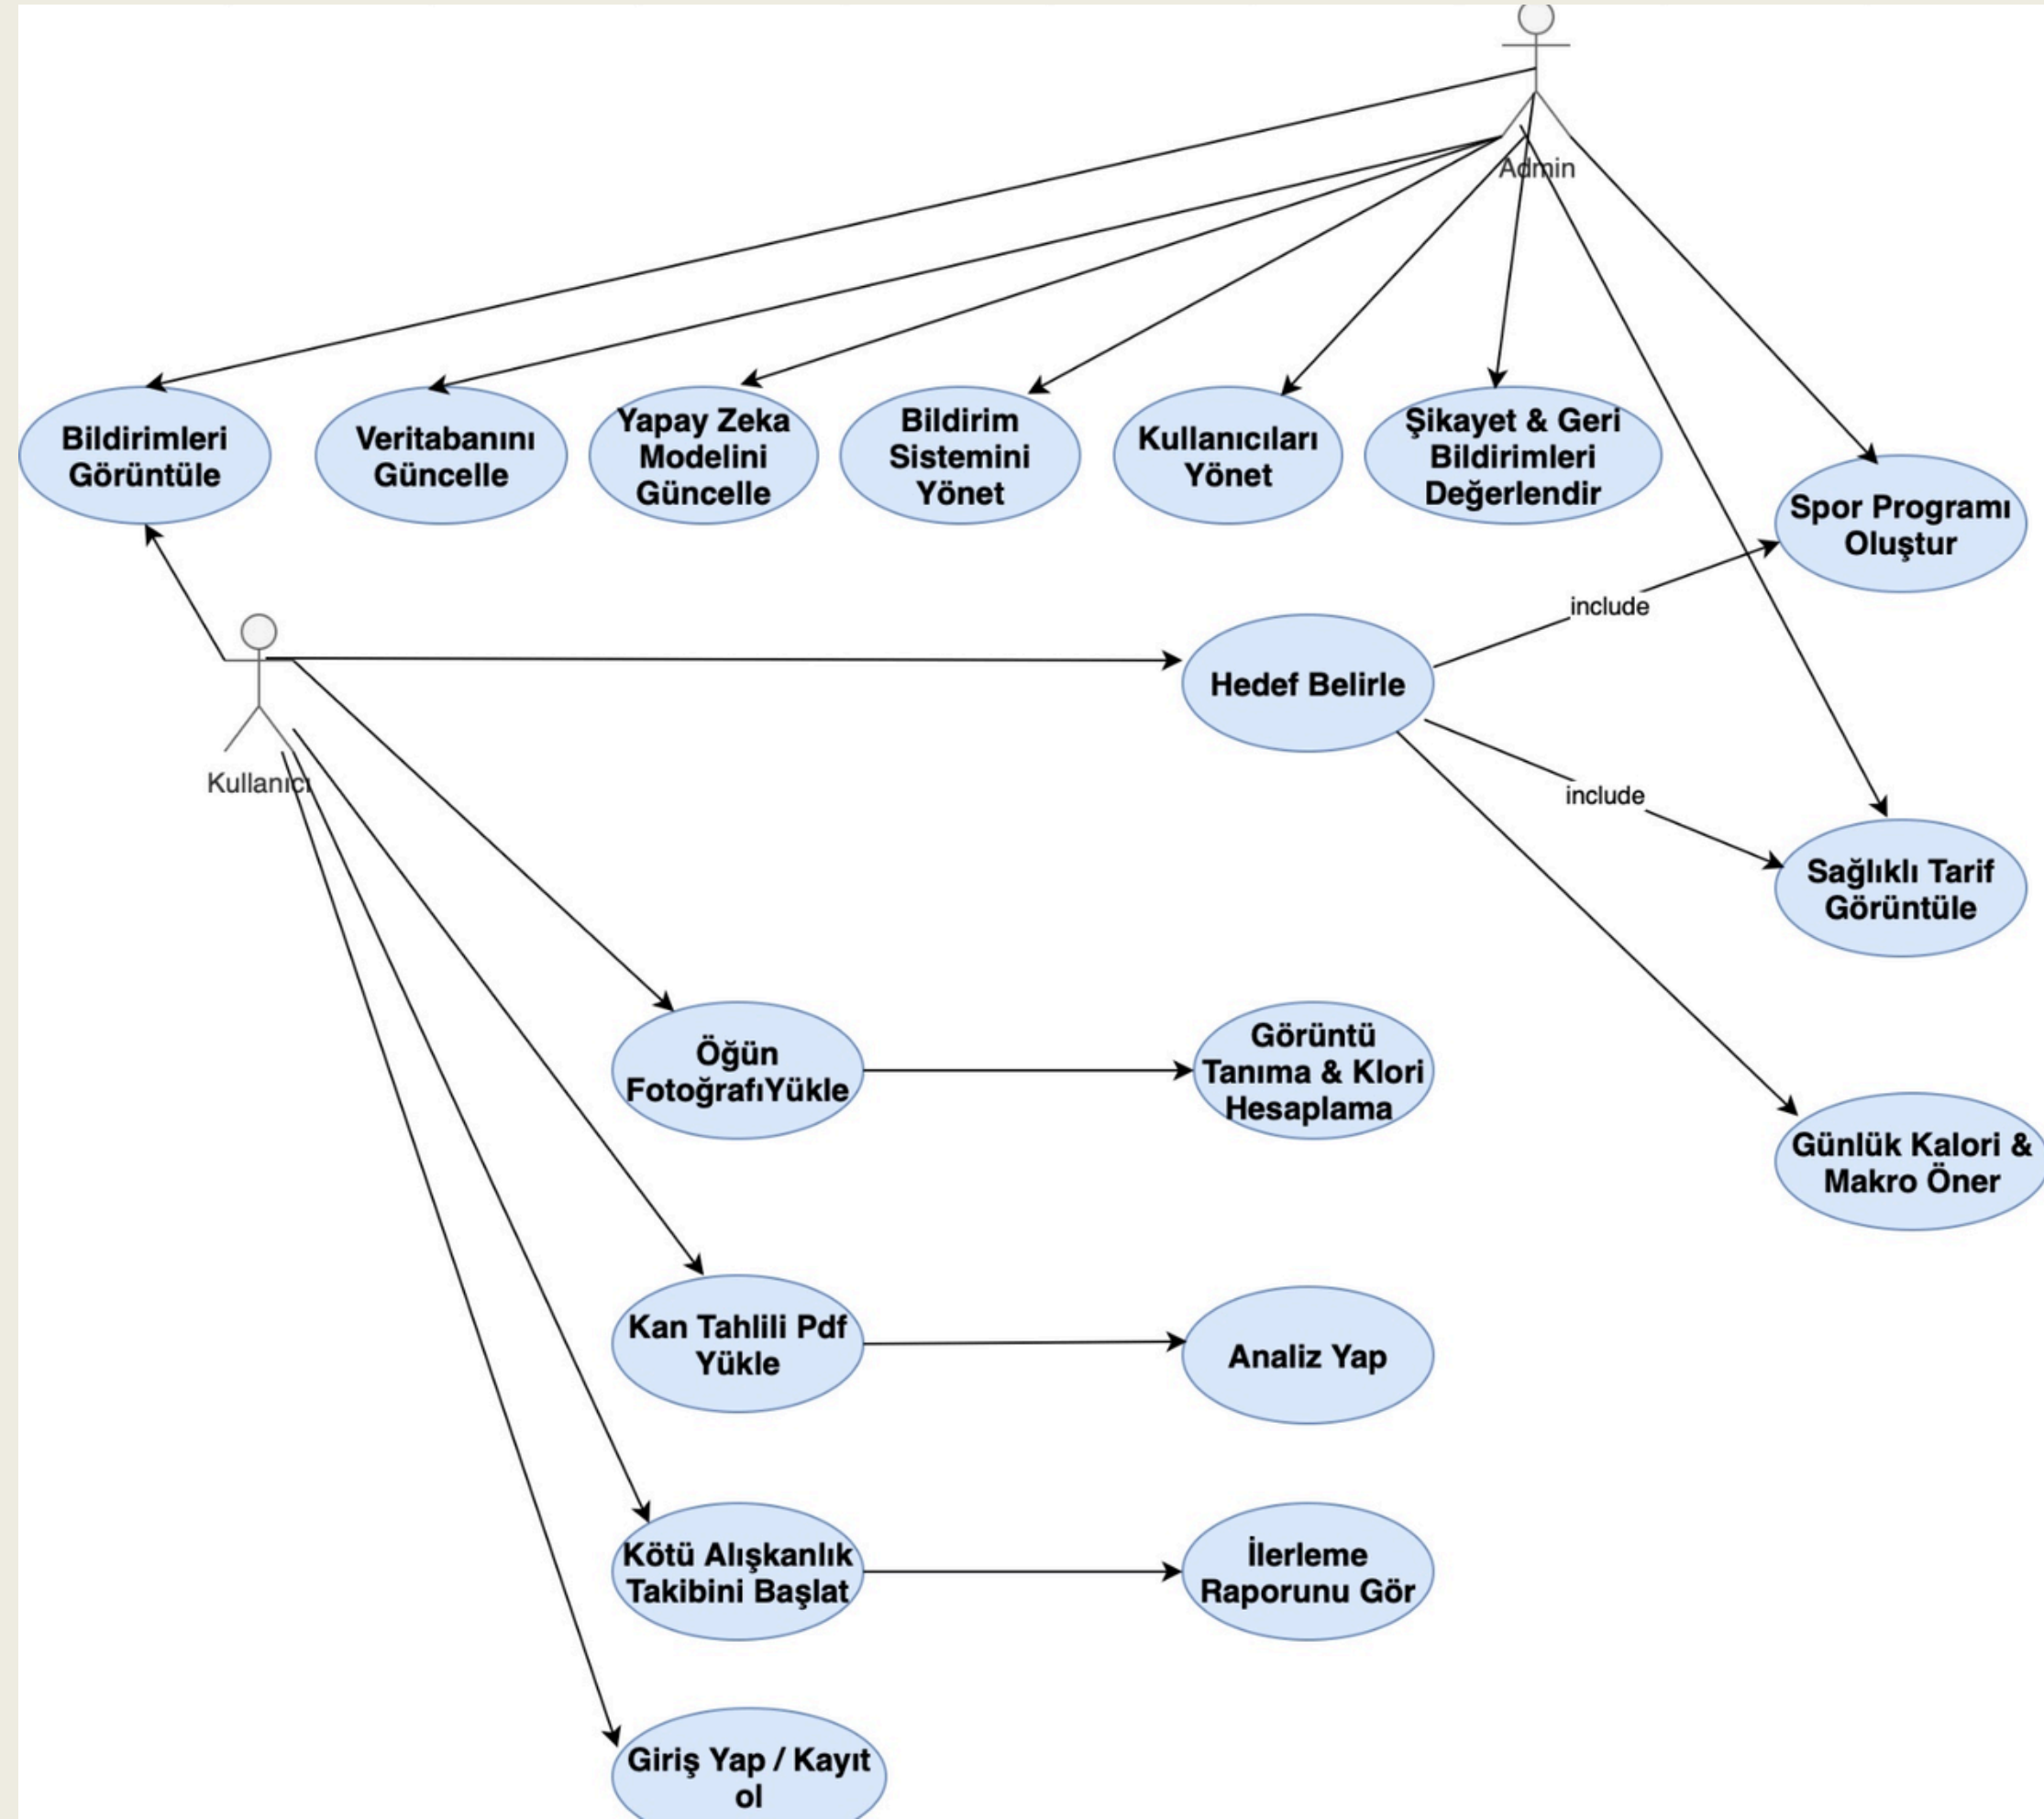 Admin
Bildirimleri
Görüntüle
Veritabanını
Güncelle
Yapay Zeka
Modelini
Güncelle
Bildirim
Sistemini
Yönet
Kullanıcıları
Yönet
Şikayet & Geri
Bildirimleri
Değerlendir
Spor Programı
Oluştur
include
Hedef Belirle
Kullanıcı
include
Sağlıklı Tarif
Görüntüle
Öğün
FotoğrafıYükle
Görüntü
Tanıma & Klori
Hesaplama
Günlük Kalori &
Makro Öner
Kan Tahlili Pdf
Yükle
Analiz Yap
Kötü Alışkanlık
Takibini Başlat
İlerleme
Raporunu Gör
Giriş Yap / Kayıt
ol